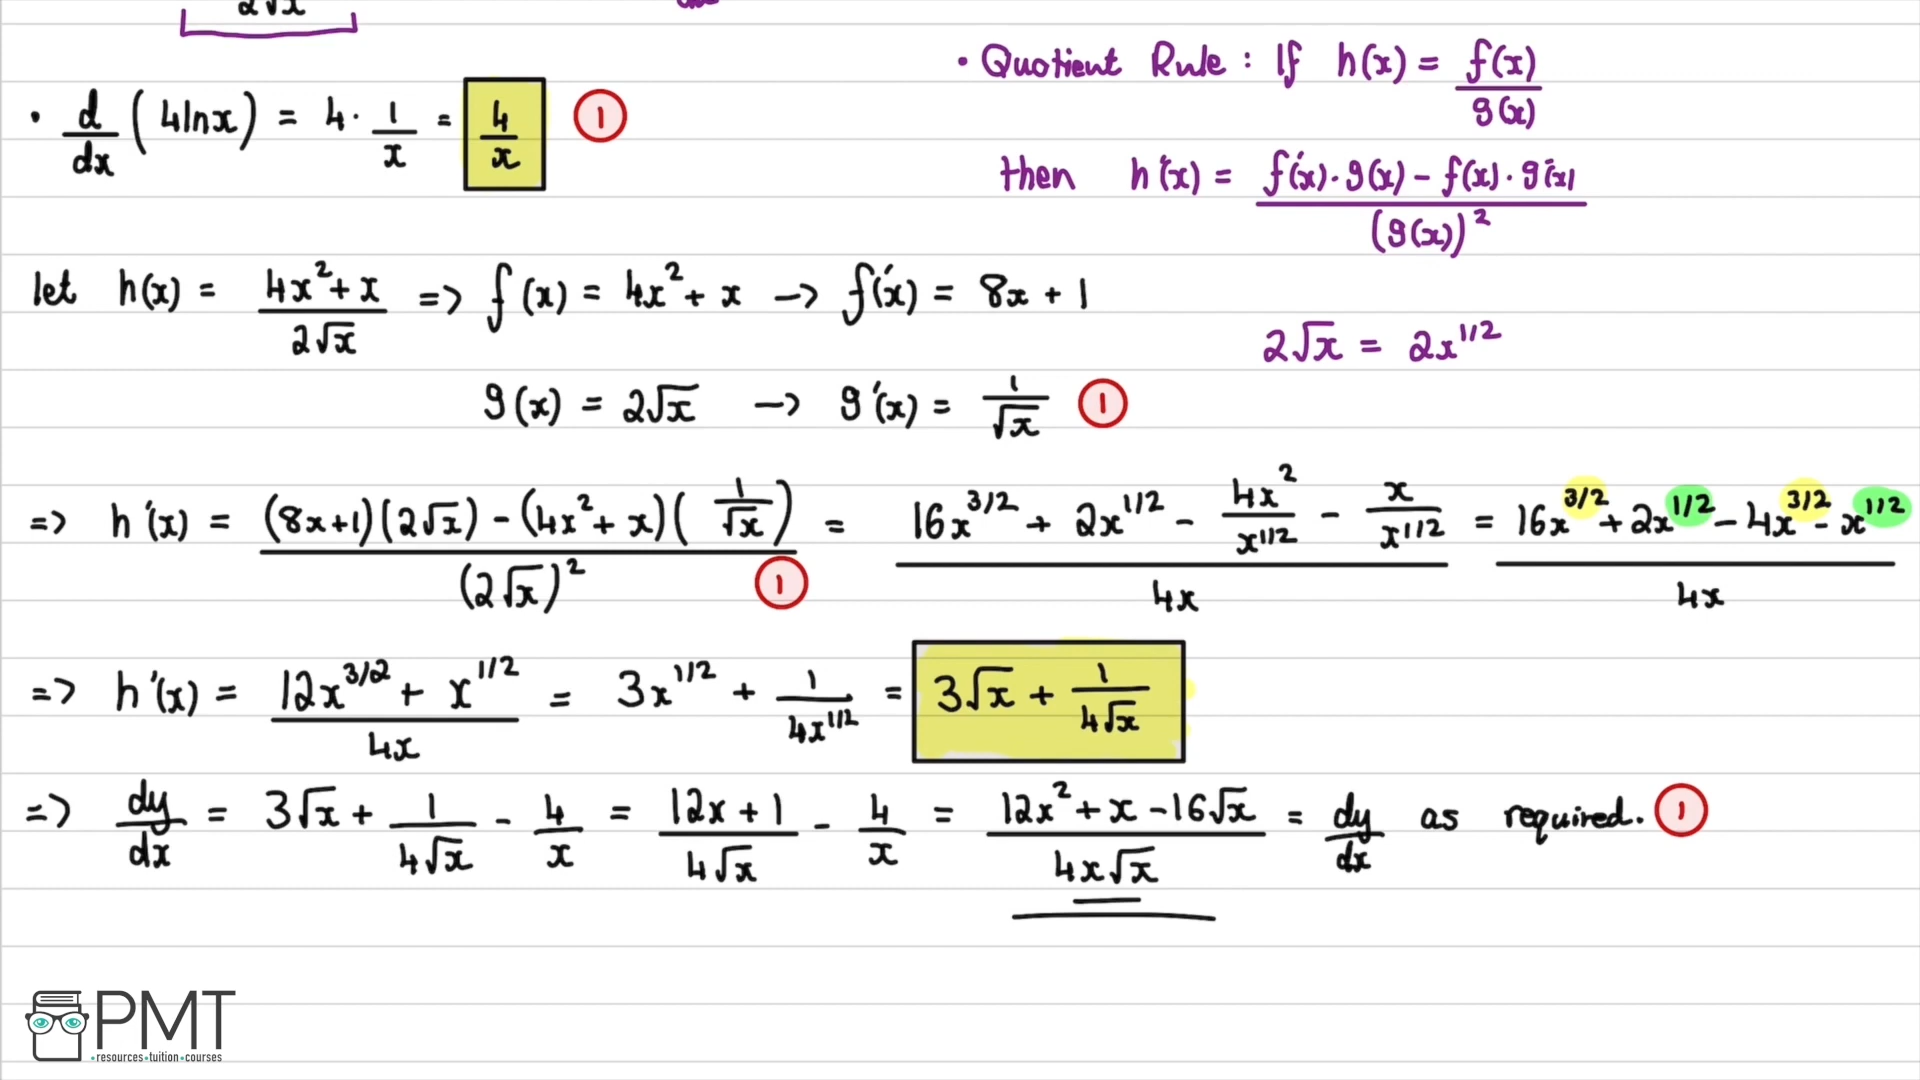 2√x
• d/dx (4lnx) = 4 · 1/x = 4/x ①
• Quotient Rule : If h(x) = f(x)/g(x)
then h'(x) = (f'(x)·g(x) − f(x)·g'(x))/(g(x))²
let h(x) = (4x² + x)/(2√x) => f(x) = 4x² + x → f'(x) = 8x + 1
2√x = 2x^1/2
g(x) = 2√x → g'(x) = 1/√x ①
=> h'(x) = ((8x+1)(2√x) − (4x² + x)(1/√x))/(2√x)² ① = (16x^3/2 + 2x^1/2 − 4x²/x^1/2 − x/x^1/2)/4x = (16x^3/2 + 2x^1/2 − 4x^3/2 − x^1/2)/4x
=> h'(x) = (12x^3/2 + x^1/2)/4x = 3x^1/2 + 1/(4x^1/2) = 3√x + 1/(4√x)
=> dy/dx = 3√x + 1/(4√x) − 4/x = (12x + 1)/(4√x) − 4/x = (12x² + x − 16√x)/(4x√x) = dy/dx as required. ①
PMT
•resources•tuition•courses